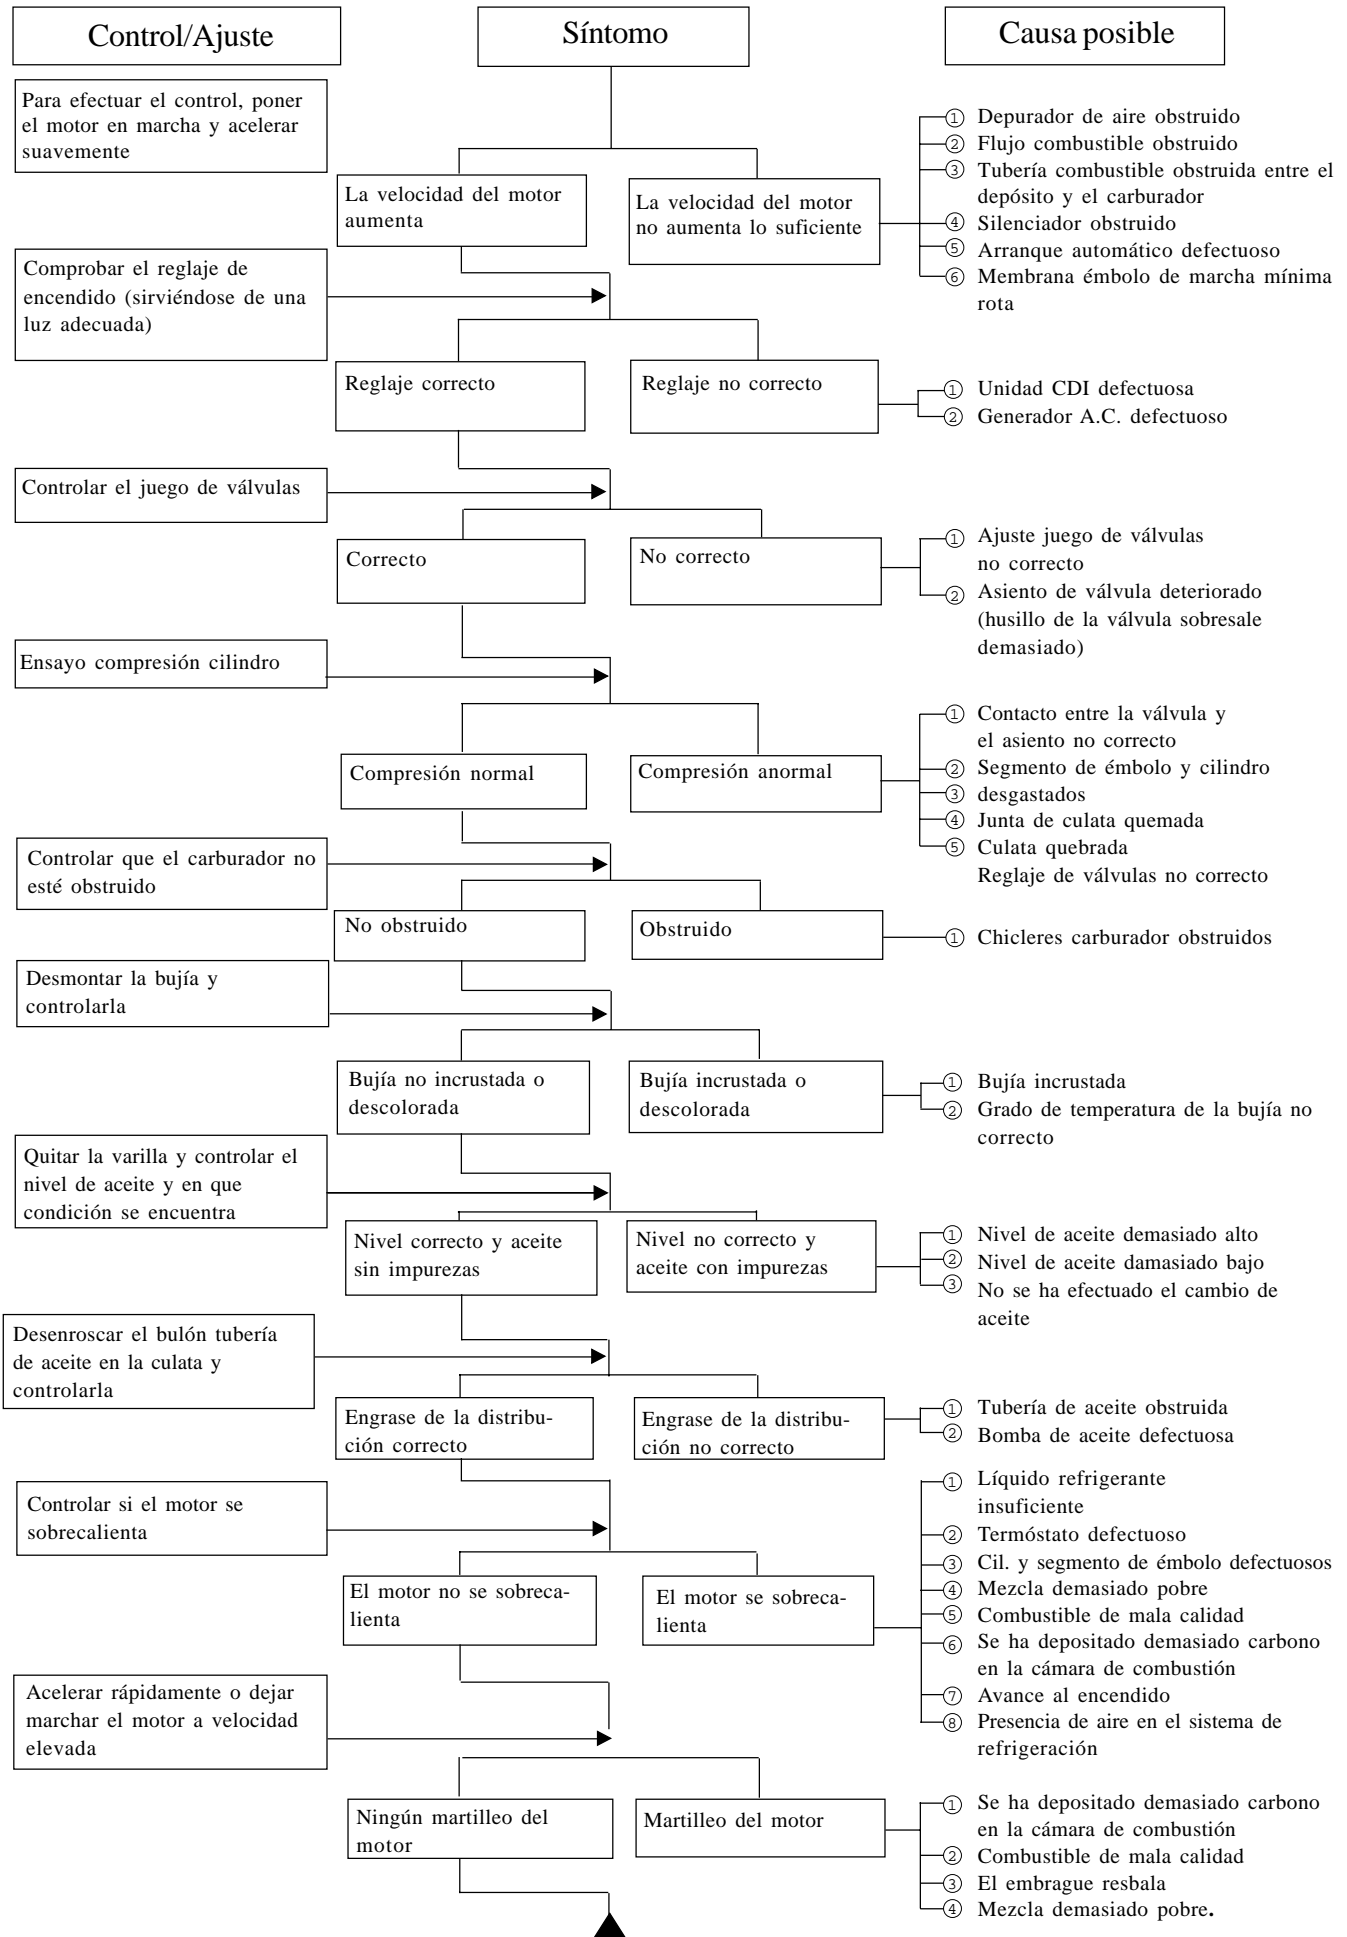 Control/Ajuste
Síntomo
Causa posible
Para efectuar el control, poner
el motor en marcha y acelerar
suavemente
La velocidad del motor
aumenta
La velocidad del motor
no aumenta lo suficiente
① Depurador de aire obstruido
② Flujo combustible obstruido
③ Tubería combustible obstruida entre el
depósito y el carburador
④ Silenciador obstruido
⑤ Arranque automático defectuoso
⑥ Membrana émbolo de marcha mínima
rota
Comprobar el reglaje de
encendido (sirviéndose de una
luz adecuada)
Reglaje correcto
Reglaje no correcto
① Unidad CDI defectuosa
② Generador A.C. defectuoso
Controlar el juego de válvulas
Correcto
No correcto
① Ajuste juego de válvulas
no correcto
② Asiento de válvula deteriorado
(husillo de la válvula sobresale
demasiado)
Ensayo compresión cilindro
Compresión normal
Compresión anormal
① Contacto entre la válvula y
el asiento no correcto
② Segmento de émbolo y cilindro
③ desgastados
④ Junta de culata quemada
⑤ Culata quebrada
Reglaje de válvulas no correcto
Controlar que el carburador no
esté obstruido
No obstruido
Obstruido
① Chicleres carburador obstruidos
Desmontar la bujía y
controlarla
Bujía no incrustada o
descolorada
Bujía incrustada o
descolorada
① Bujía incrustada
② Grado de temperatura de la bujía no
correcto
Quitar la varilla y controlar el
nivel de aceite y en que
condición se encuentra
Nivel correcto y aceite
sin impurezas
Nivel no correcto y
aceite con impurezas
① Nivel de aceite demasiado alto
② Nivel de aceite damasiado bajo
③ No se ha efectuado el cambio de
aceite
Desenroscar el bulón tubería
de aceite en la culata y
controlarla
Engrase de la distribu-
ción correcto
Engrase de la distribu-
ción no correcto
① Tubería de aceite obstruida
② Bomba de aceite defectuosa
Controlar si el motor se
sobrecalienta
El motor no se sobreca-
lienta
El motor se sobreca-
lienta
① Líquido refrigerante
insuficiente
② Termóstato defectuoso
③ Cil. y segmento de émbolo defectuosos
④ Mezcla demasiado pobre
⑤ Combustible de mala calidad
⑥ Se ha depositado demasiado carbono
en la cámara de combustión
⑦ Avance al encendido
⑧ Presencia de aire en el sistema de
refrigeración
Acelerar rápidamente o dejar
marchar el motor a velocidad
elevada
Ningún martilleo del
motor
Martilleo del motor
① Se ha depositado demasiado carbono
en la cámara de combustión
② Combustible de mala calidad
③ El embrague resbala
④ Mezcla demasiado pobre.